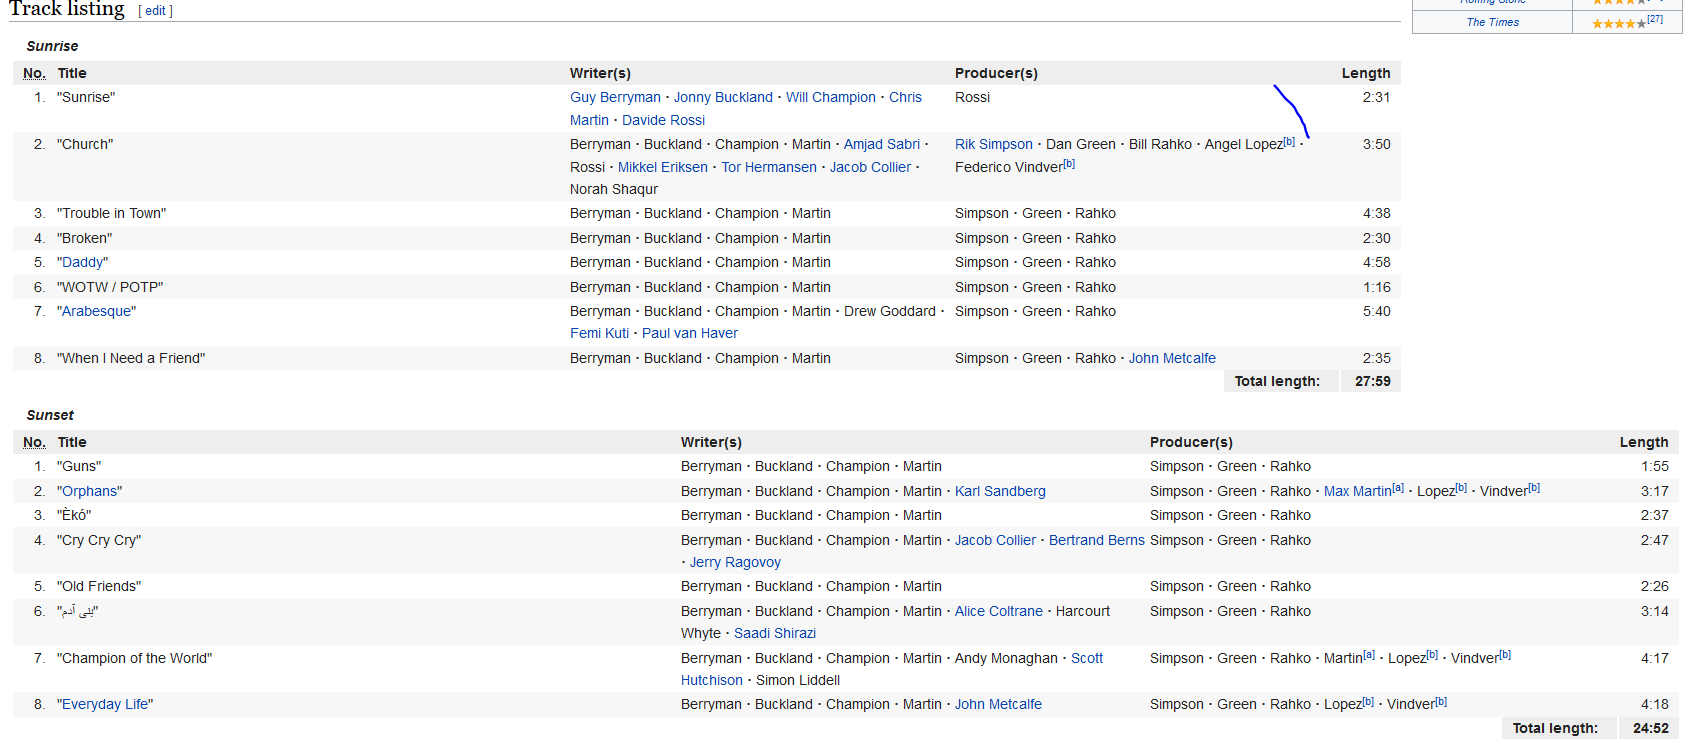 Track listing [ edit ]
Rolling Stone
The Times ★★★★★[27]
Sunrise
No. Title Writer(s) Producer(s) Length
1. "Sunrise" Guy Berryman · Jonny Buckland · Will Champion · Chris Rossi 2:31
Martin · Davide Rossi
2. "Church" Berryman · Buckland · Champion · Martin · Amjad Sabri · Rik Simpson · Dan Green · Bill Rahko · Angel Lopez[b] · 3:50
Rossi · Mikkel Eriksen · Tor Hermansen · Jacob Collier · Federico Vindver[b]
Norah Shaqur
3. "Trouble in Town" Berryman · Buckland · Champion · Martin Simpson · Green · Rahko 4:38
4. "Broken" Berryman · Buckland · Champion · Martin Simpson · Green · Rahko 2:30
5. "Daddy" Berryman · Buckland · Champion · Martin Simpson · Green · Rahko 4:58
6. "WOTW / POTP" Berryman · Buckland · Champion · Martin Simpson · Green · Rahko 1:16
7. "Arabesque" Berryman · Buckland · Champion · Martin · Drew Goddard · Simpson · Green · Rahko 5:40
Femi Kuti · Paul van Haver
8. "When I Need a Friend" Berryman · Buckland · Champion · Martin Simpson · Green · Rahko · John Metcalfe 2:35
Total length: 27:59
Sunset
No. Title Writer(s) Producer(s) Length
1. "Guns" Berryman · Buckland · Champion · Martin Simpson · Green · Rahko 1:55
2. "Orphans" Berryman · Buckland · Champion · Martin · Karl Sandberg Simpson · Green · Rahko · Max Martin[a] · Lopez[b] · Vindver[b] 3:17
3. "Èkó" Berryman · Buckland · Champion · Martin Simpson · Green · Rahko 2:37
4. "Cry Cry Cry" Berryman · Buckland · Champion · Martin · Jacob Collier · Bertrand Berns Simpson · Green · Rahko 2:47
· Jerry Ragovoy
5. "Old Friends" Berryman · Buckland · Champion · Martin Simpson · Green · Rahko 2:26
6. "بنی آدم" Berryman · Buckland · Champion · Martin · Alice Coltrane · Harcourt Simpson · Green · Rahko 3:14
Whyte · Saadi Shirazi
7. "Champion of the World" Berryman · Buckland · Champion · Martin · Andy Monaghan · Scott Simpson · Green · Rahko · Martin[a] · Lopez[b] · Vindver[b] 4:17
Hutchison · Simon Liddell
8. "Everyday Life" Berryman · Buckland · Champion · Martin · John Metcalfe Simpson · Green · Rahko · Lopez[b] · Vindver[b] 4:18
Total length: 24:52